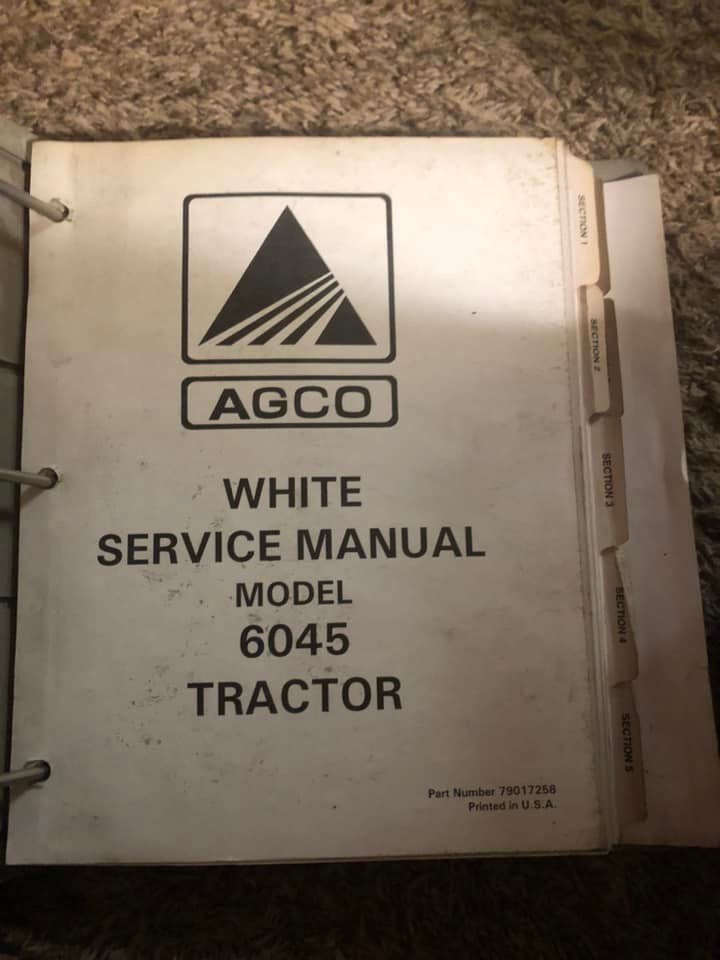 AGCO
WHITE
SERVICE MANUAL
MODEL
6045
TRACTOR
Part Number 79017258
Printed in U.S.A.
SECTION 1
SECTION 2
SECTION 3
SECTION 4
SECTION 5